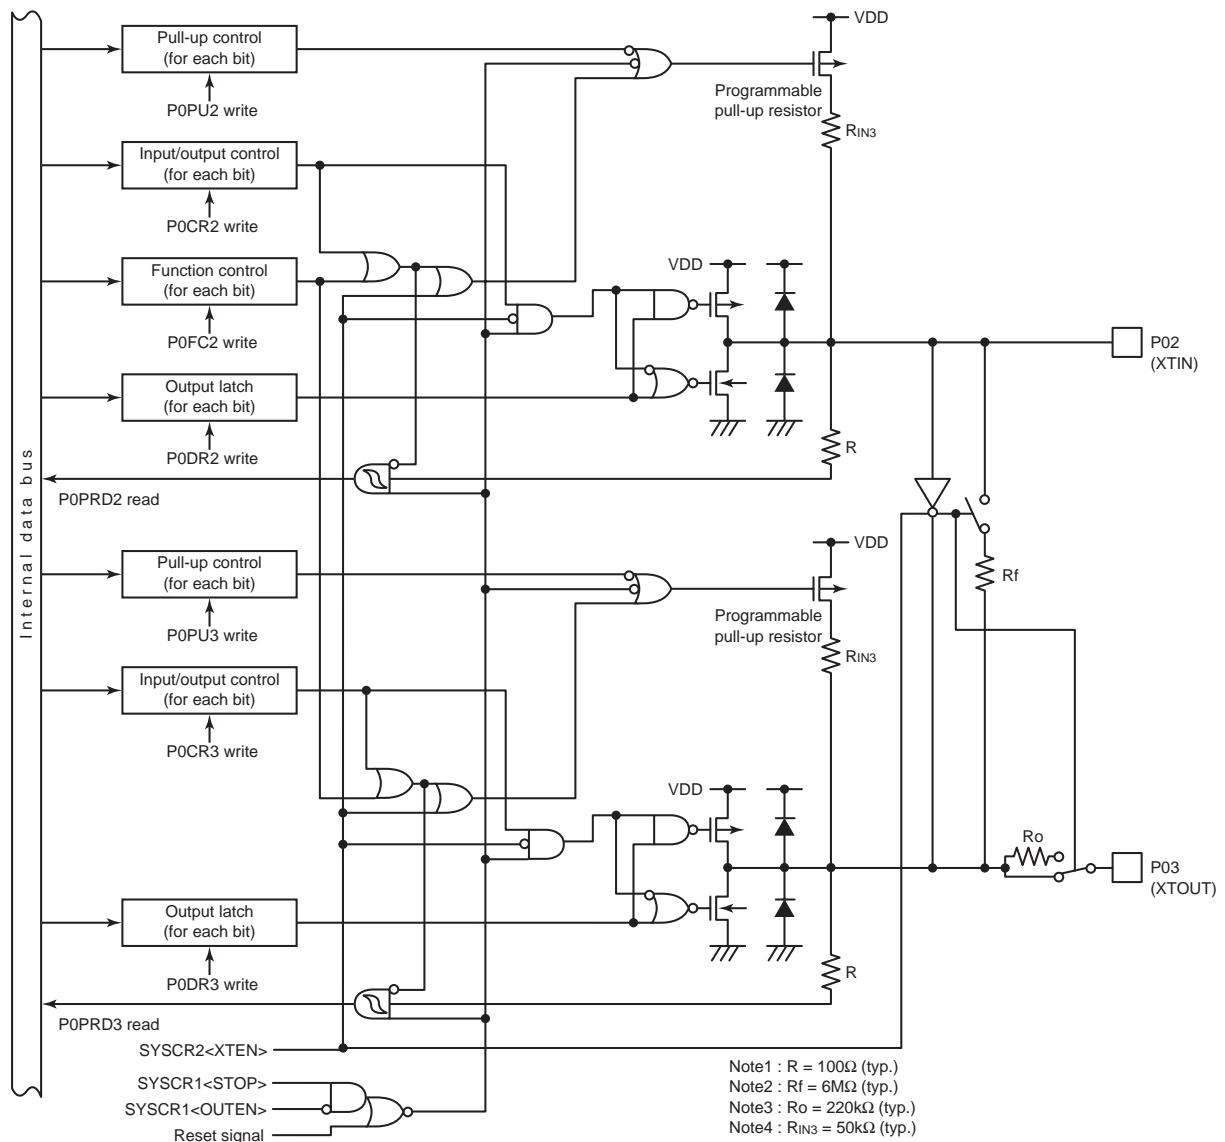 VDD
Pull-up control
(for each bit)
P0PU2 write
Programmable
pull-up resistor
RIN3
Input/output control
(for each bit)
P0CR2 write
Function control
(for each bit)
P0FC2 write
VDD
P02
(XTIN)
Output latch
(for each bit)
P0DR2 write
R
P0PRD2 read
Internal data bus
VDD
Pull-up control
(for each bit)
P0PU3 write
Rf
Programmable
pull-up resistor
RIN3
Input/output control
(for each bit)
P0CR3 write
VDD
Ro
P03
(XTOUT)
Output latch
(for each bit)
P0DR3 write
R
P0PRD3 read
SYSCR2<XTEN>
SYSCR1<STOP>
SYSCR1<OUTEN>
Reset signal
Note1 : R = 100Ω (typ.)
Note2 : Rf = 6MΩ (typ.)
Note3 : Ro = 220kΩ (typ.)
Note4 : RIN3 = 50kΩ (typ.)